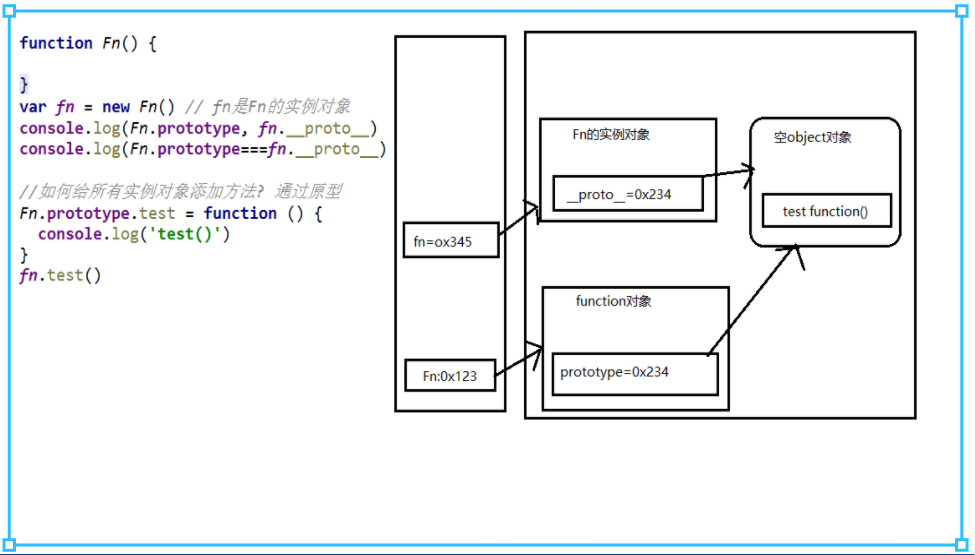 function Fn() {
}
var fn = new Fn() // fn是Fn的实例对象
console.log(Fn.prototype, fn.__proto__)
console.log(Fn.prototype===fn.__proto__)
//如何给所有实例对象添加方法? 通过原型
Fn.prototype.test = function () {
console.log('test()')
}
fn.test()
fn=ox345
Fn:0x123
Fn的实例对象
__proto__=0x234
function对象
prototype=0x234
空object对象
test function()